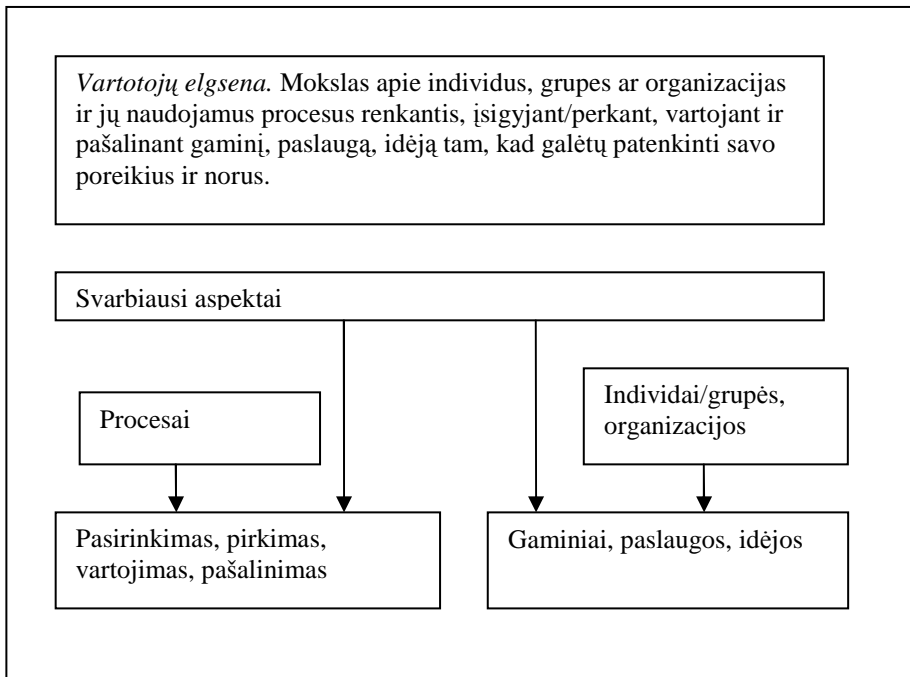 Vartotojų elgsena. Mokslas apie individus, grupes ar organizacijas
ir jų naudojamus procesus renkantis, įsigyjant/perkant, vartojant ir
pašalinant gaminį, paslaugą, idėją tam, kad galėtų patenkinti savo
poreikius ir norus.
Svarbiausi aspektai
Procesai
Individai/grupės,
organizacijos
Pasirinkimas, pirkimas,
vartojimas, pašalinimas
Gaminiai, paslaugos, idėjos